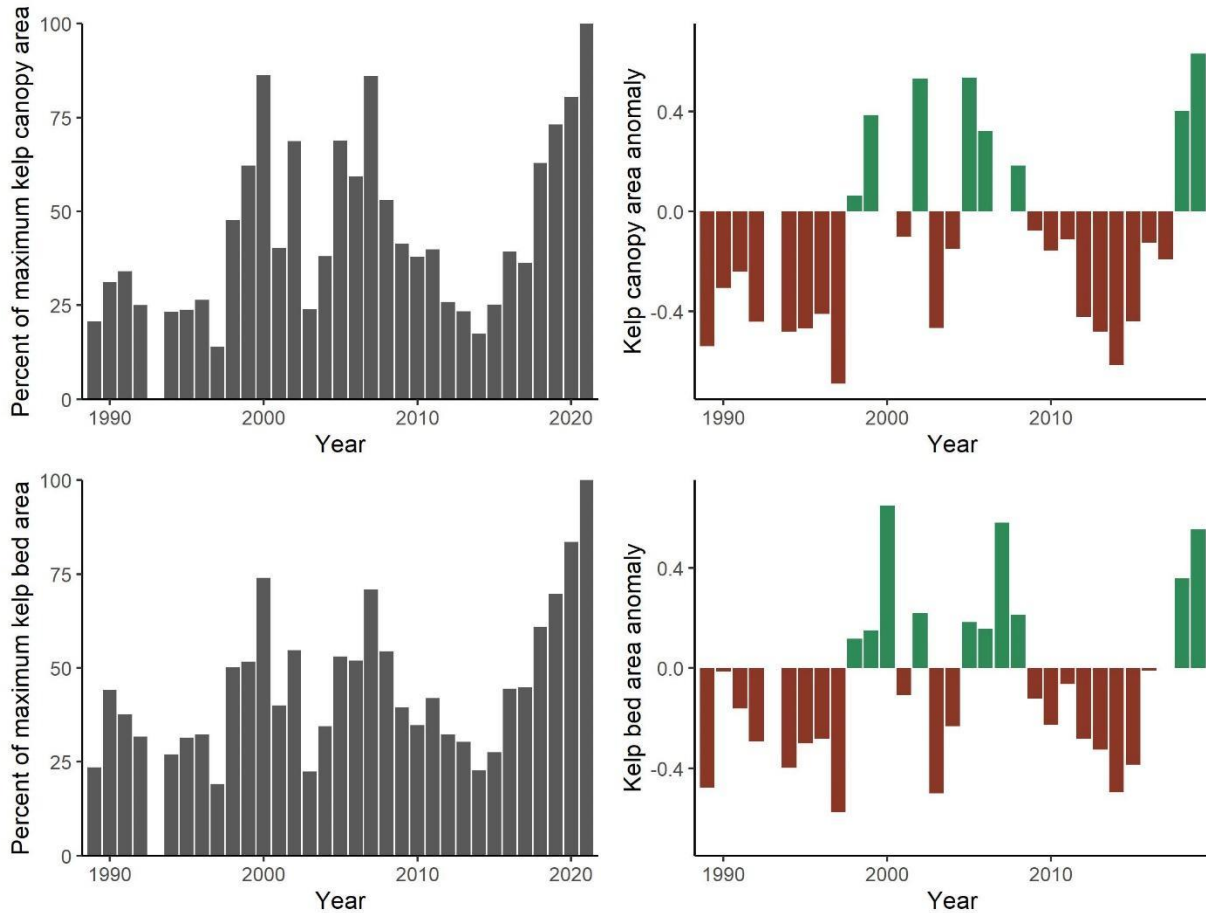 Percent of maximum kelp canopy area
100
75
50
25
0
1990 2000 2010 2020
Year
Kelp canopy area anomaly
0.4
0.0
-0.4
1990 2000 2010
Year
Percent of maximum kelp bed area
100
75
50
25
0
1990 2000 2010 2020
Year
Kelp bed area anomaly
0.4
0.0
-0.4
1990 2000 2010
Year